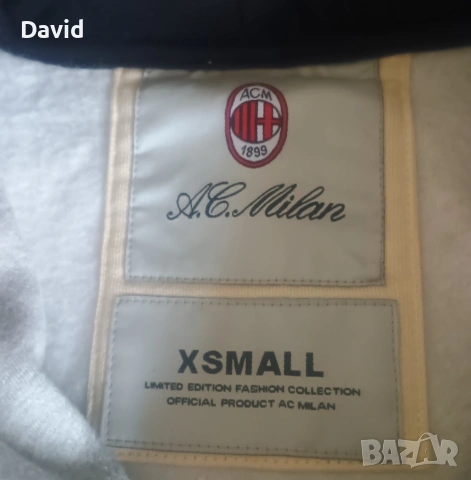 David
ACM
1899
A.C. Milan
XSMALL
LIMITED EDITION FASHION COLLECTION
OFFICIAL PRODUCT AC MILAN
BAZAR